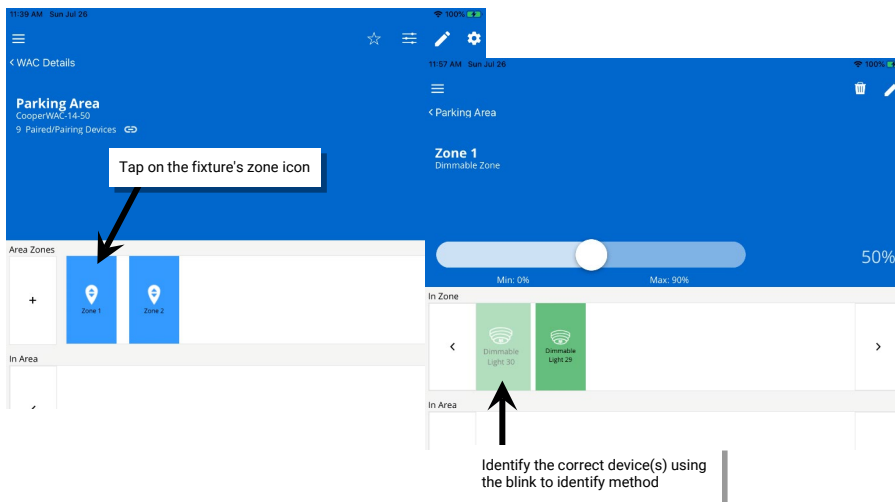 11:39 AM Sun Jul 26
100%
< WAC Details
Parking Area
CooperWAC-14-50
9 Paired/Pairing Devices
Tap on the fixture's zone icon
Area Zones
+
Zone 1
Zone 2
In Area
11:57 AM Sun Jul 26
100%
< Parking Area
Zone 1
Dimmable Zone
50%
Min: 0%
Max: 90%
In Zone
<
Dimmable
Light 30
Dimmable
Light 29
>
In Area
Identify the correct device(s) using
the blink to identify method